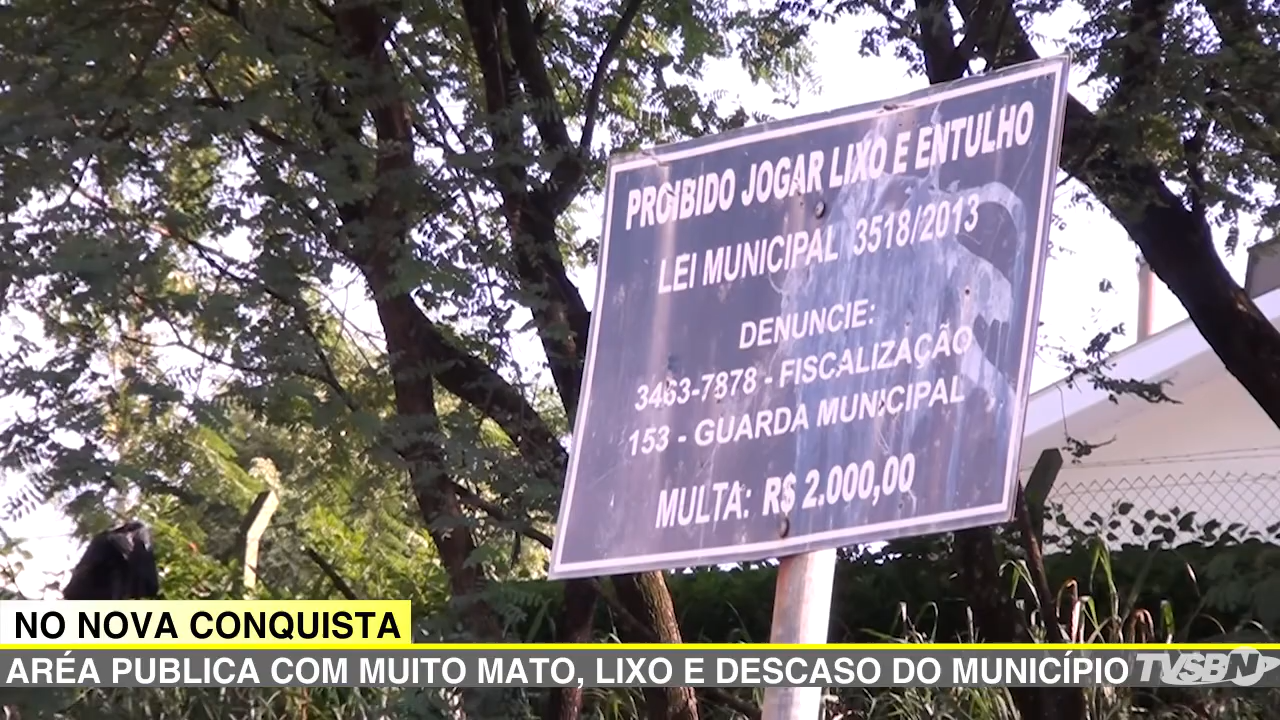 PROIBIDO JOGAR LIXO E ENTULHO
LEI MUNICIPAL 3518/2013
DENUNCIE:
3463-7878 - FISCALIZAÇÃO
153 - GUARDA MUNICIPAL
MULTA: R$ 2.000,00
NO NOVA CONQUISTA
ARÉA PUBLICA COM MUITO MATO, LIXO E DESCASO DO MUNICÍPIO
TVSBN